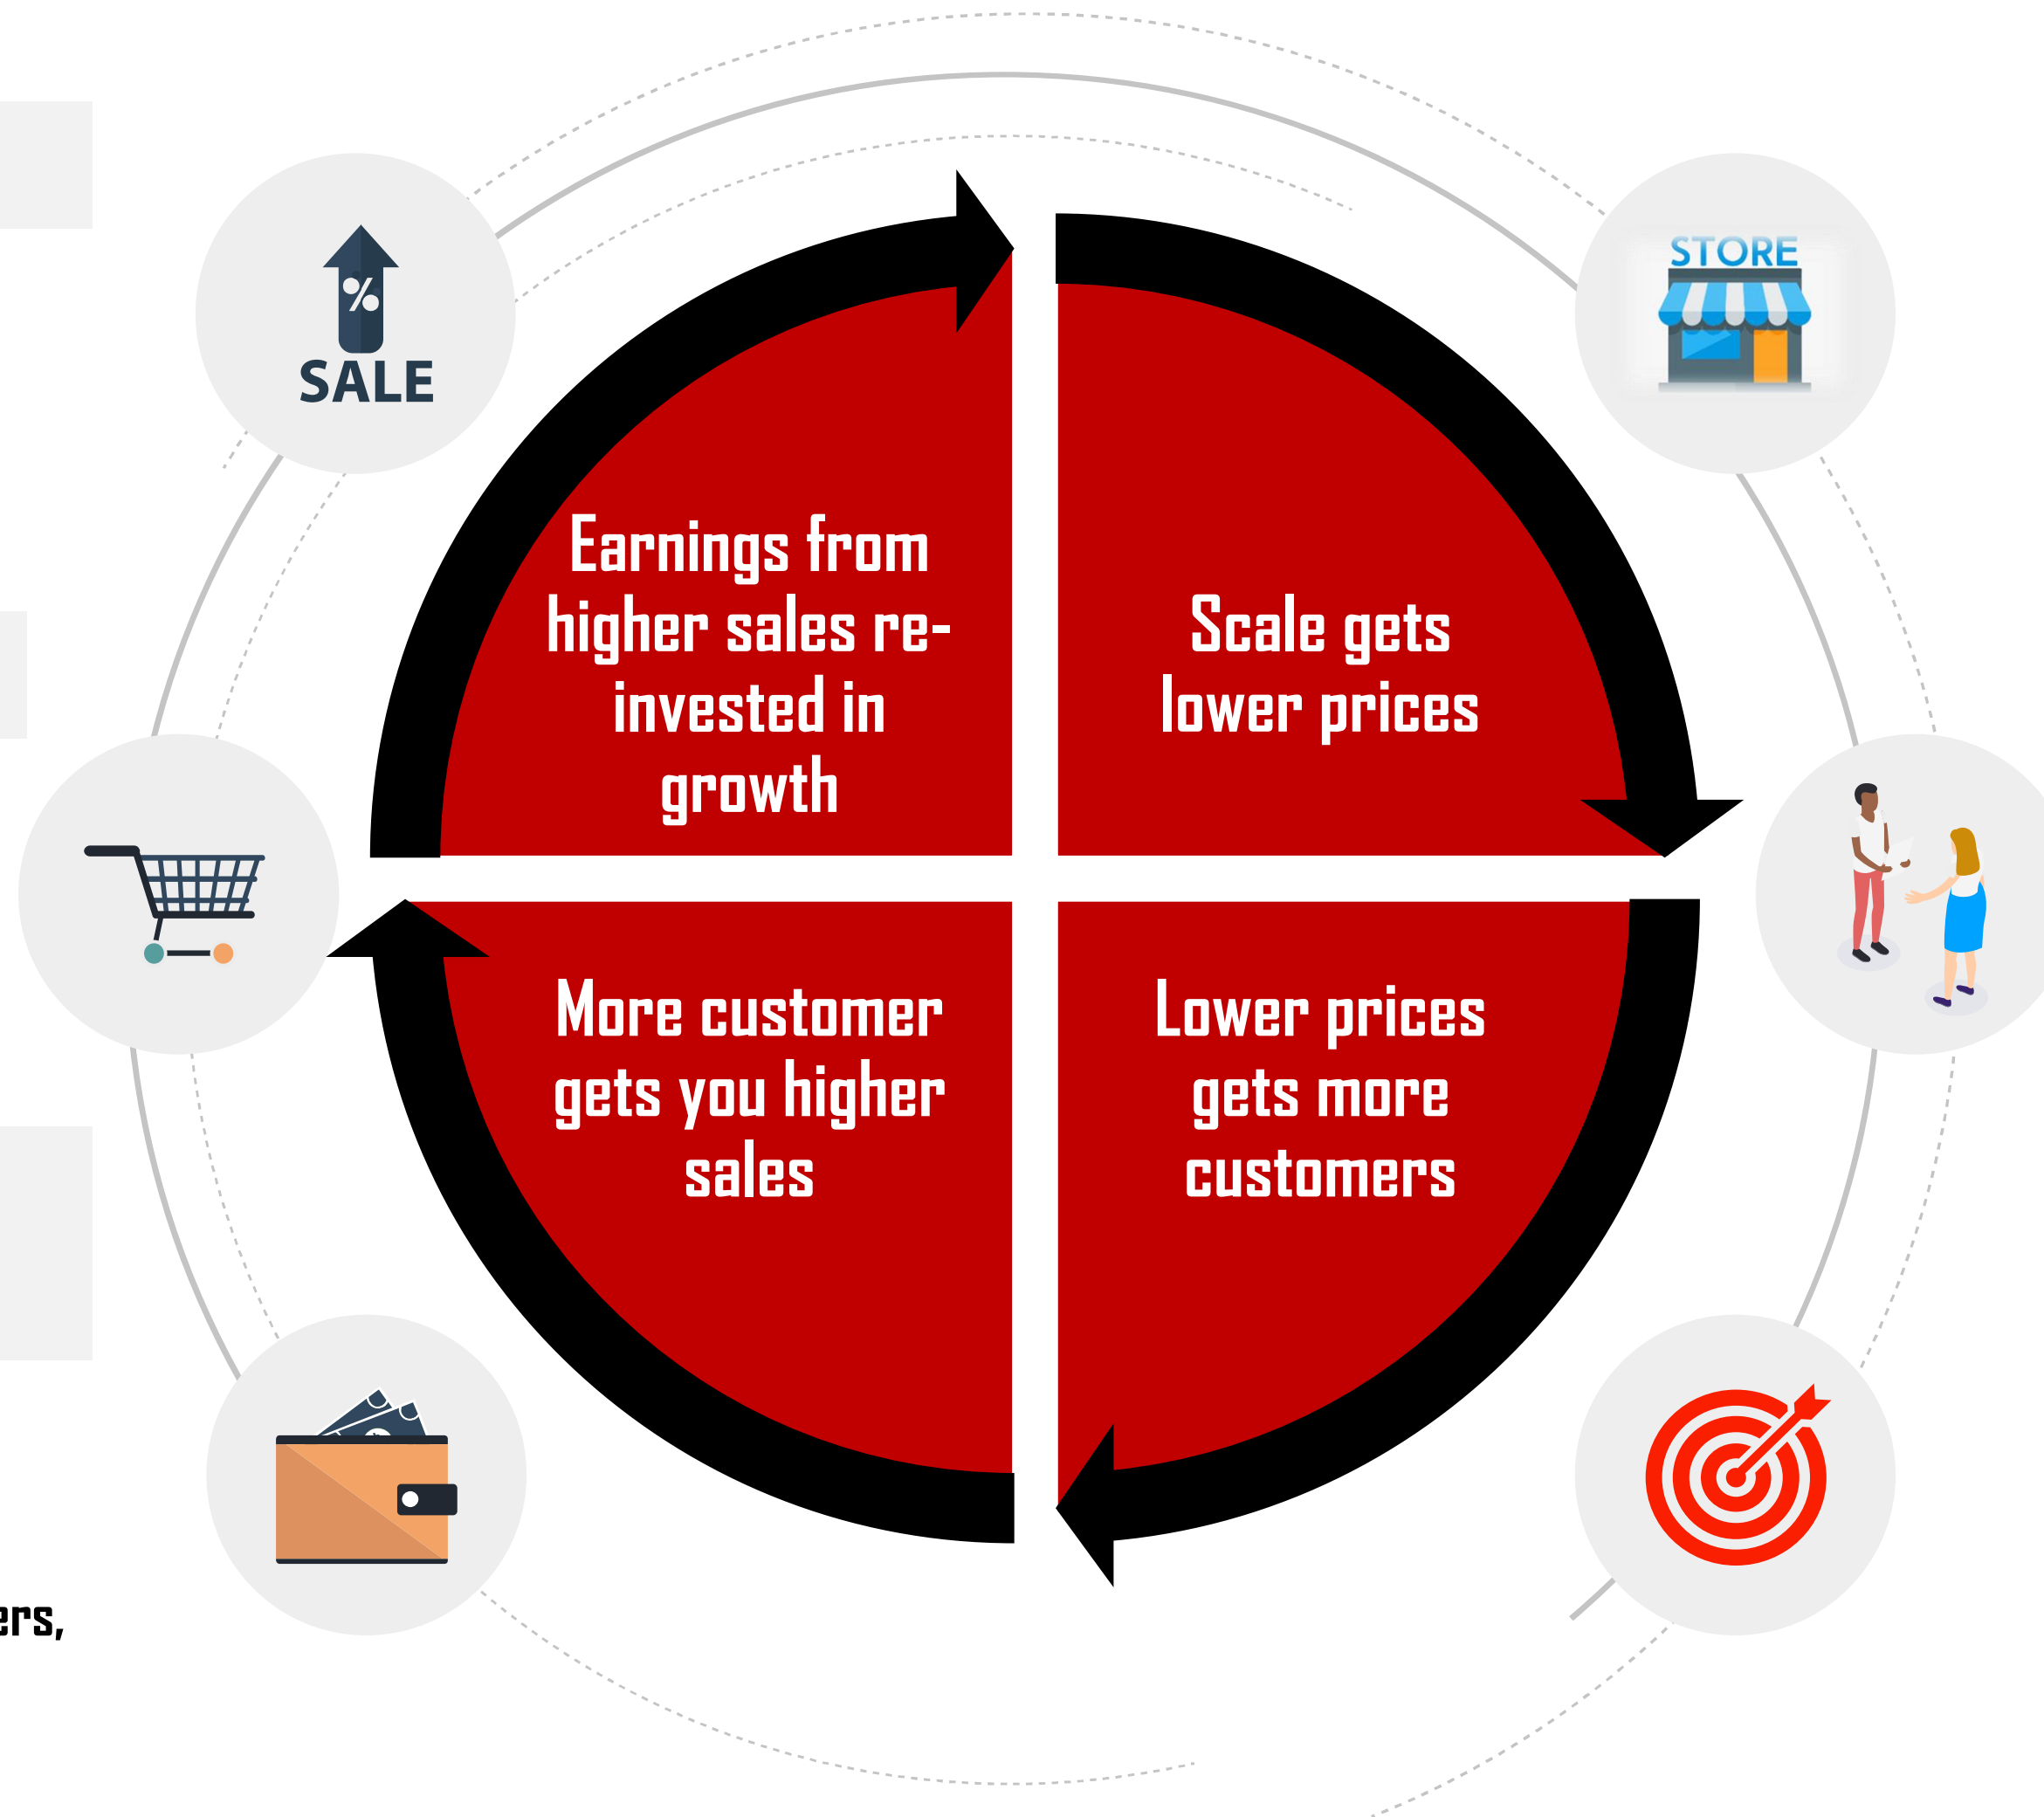 SALE
STORE
Earnings from
higher sales re-
invested in
growth
Scale gets
lower prices
More customer
gets you higher
sales
Lower prices
gets more
customers
ers,